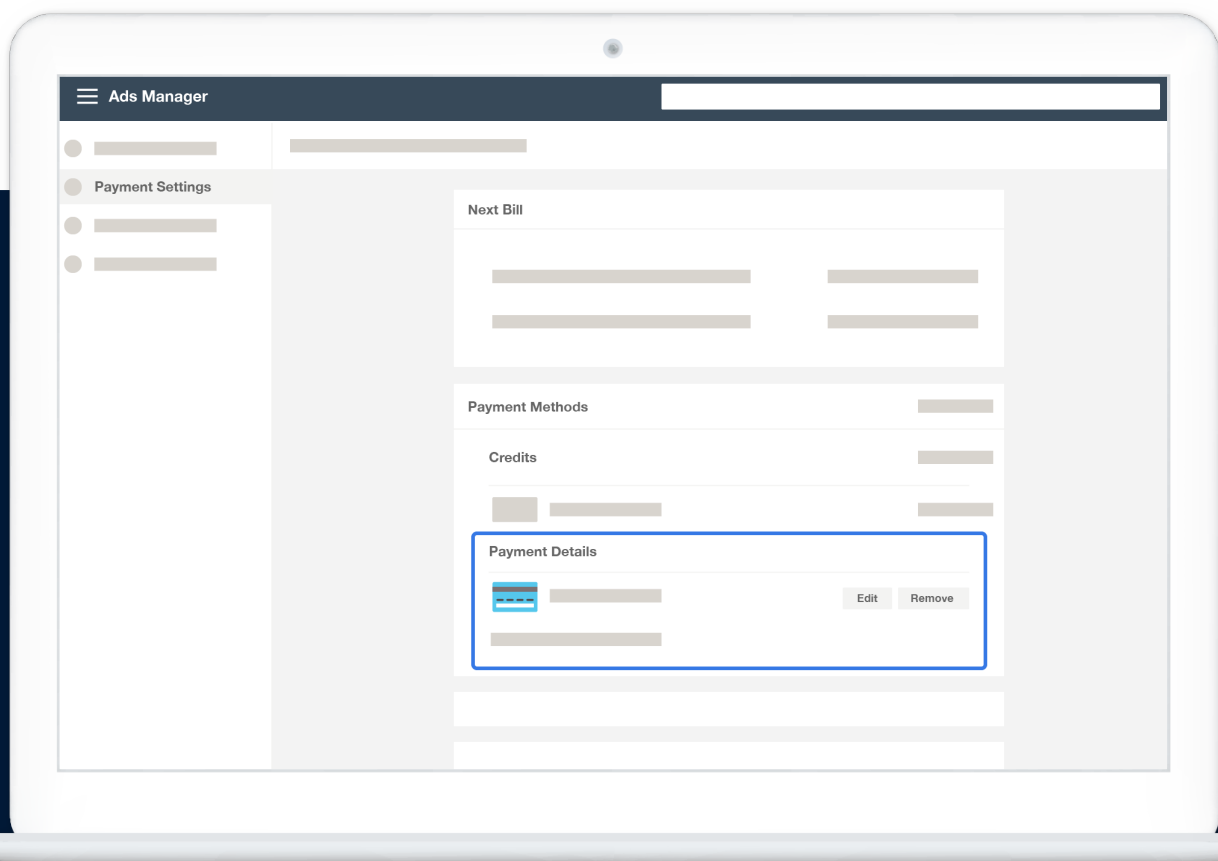 Ads Manager
Payment Settings
Next Bill
Payment Methods
Credits
Payment Details
Edit
Remove